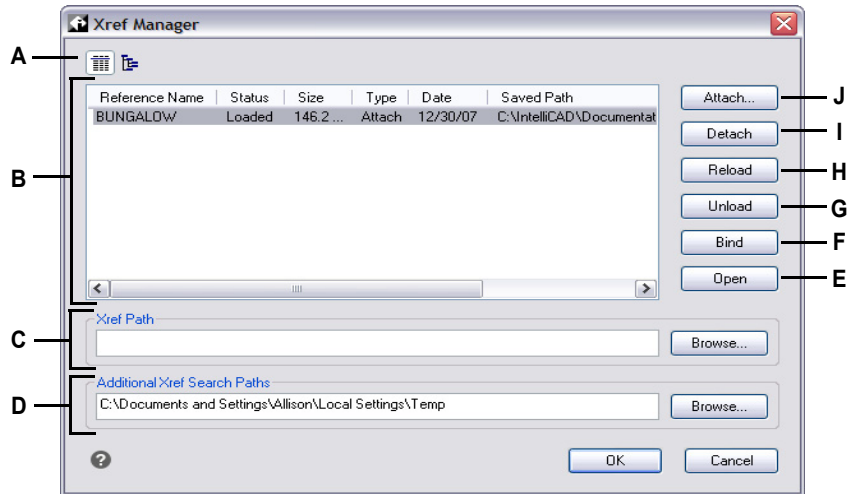 Xref Manager
A
Reference Name Status Size Type Date Saved Path
BUNGALOW Loaded 146.2 ... Attach 12/30/07 C:\IntelliCAD\Documentat
B
Attach... J
Detach I
Reload H
Unload G
Bind F
Open E
Xref Path
C
Browse...
Additional Xref Search Paths
D
C:\Documents and Settings\Allison\Local Settings\Temp
Browse...
?
OK
Cancel